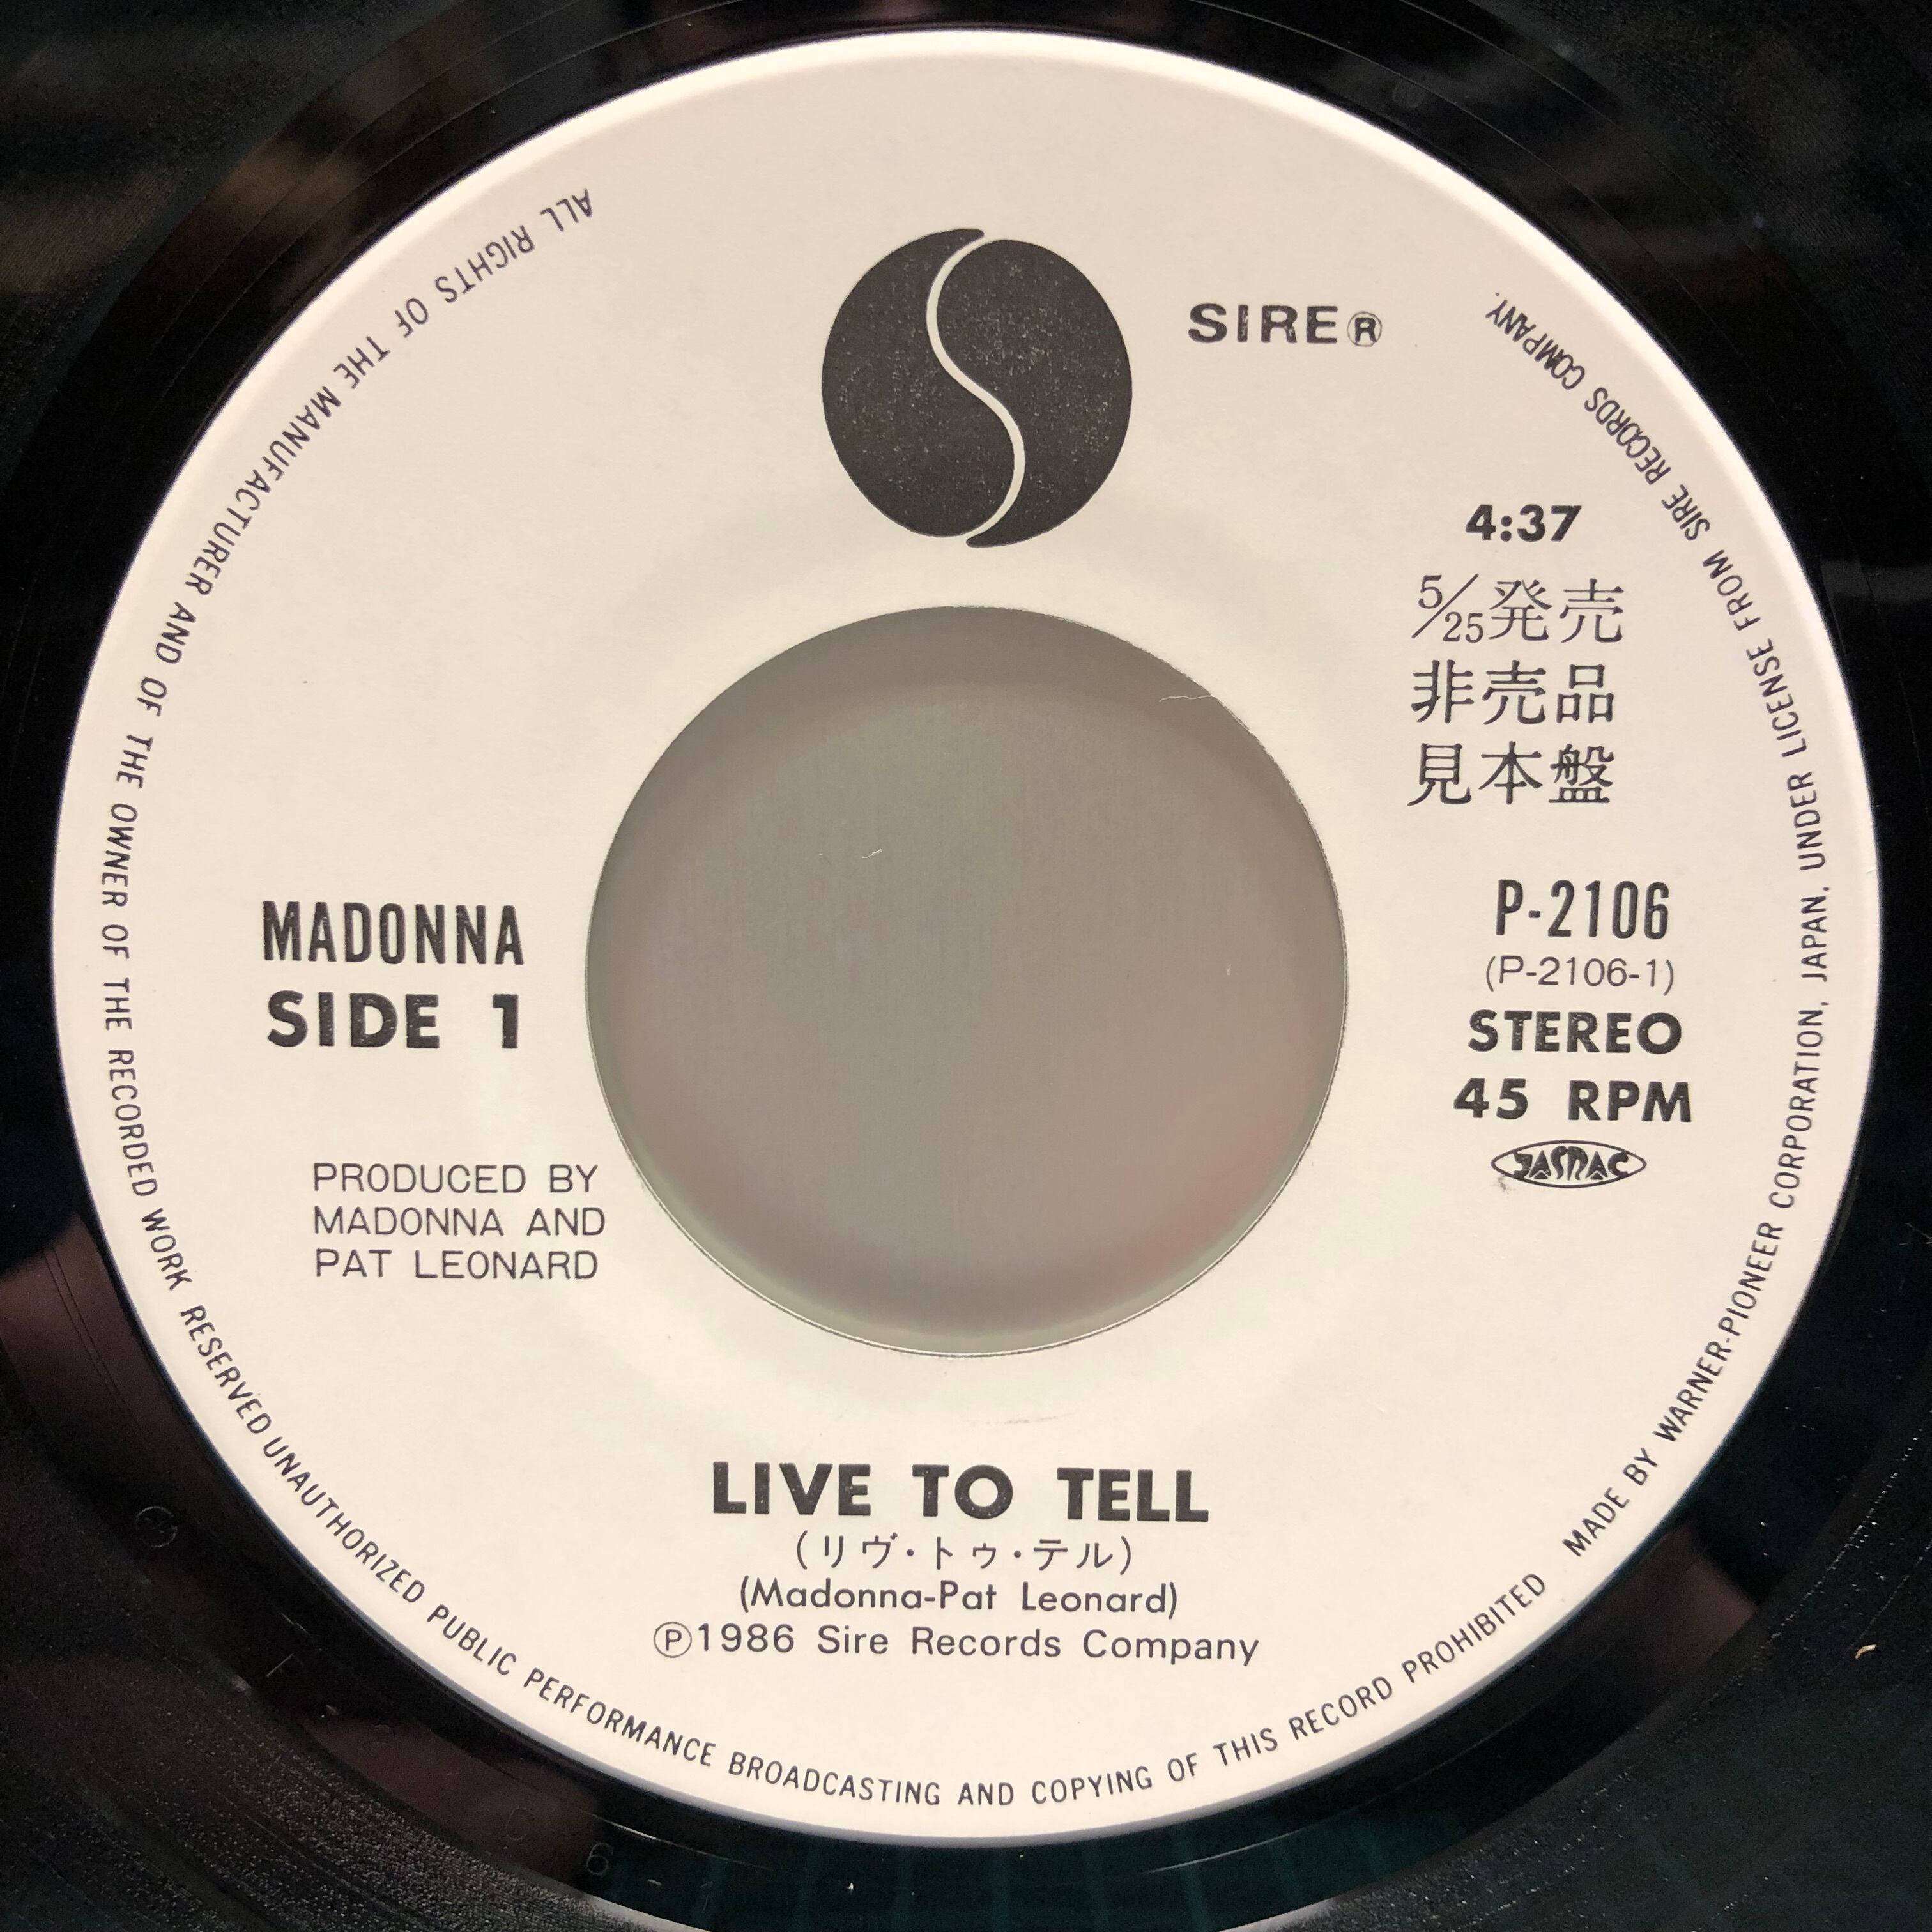 SIRE®
4:37
5/25発売
非売品
見本盤
MADONNA
SIDE 1
P-2106
(P-2106-1)
STEREO
45 RPM
JASRAC
PRODUCED BY
MADONNA AND
PAT LEONARD
LIVE TO TELL
(リヴ・トゥ・テル)
(Madonna-Pat Leonard)
Ⓟ1986 Sire Records Company
ALL RIGHTS OF THE MANUFACTURER AND OF THE OWNER OF THE RECORDED WORK RESERVED UNAUTHORIZED PUBLIC PERFORMANCE BROADCASTING AND COPYING OF THIS RECORD PROHIBITED MADE BY WARNER-PIONEER CORPORATION, JAPAN, UNDER LICENSE FROM SIRE RECORDS COMPANY.